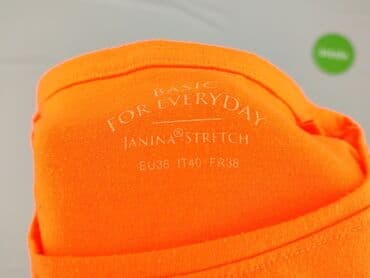 BASIC
FOR EVERYDAY
JANINA® STRETCH
EU36 IT40 FR38